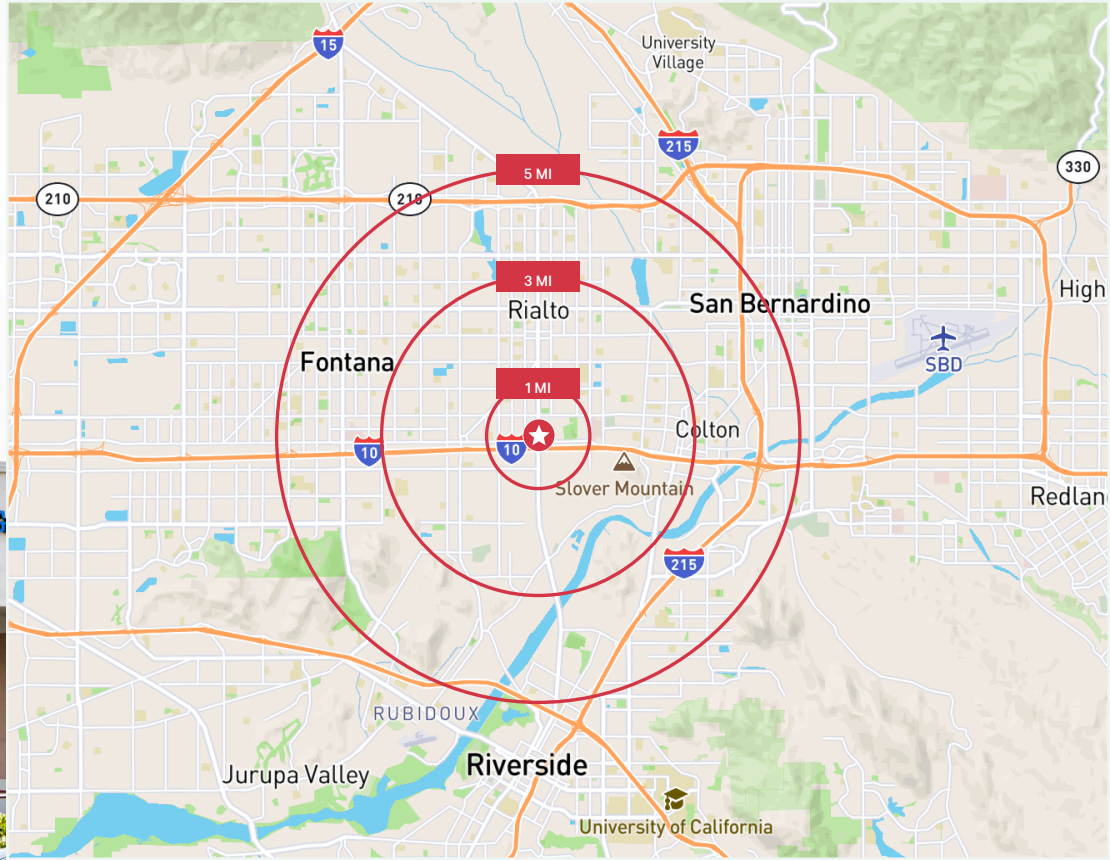 15
University
Village
215
330
5 MI
210
210
3 MI
High
San Bernardino
Rialto
SBD
Fontana
1 MI
Colton
10
10
Slover Mountain
Redlan
215
RUBIDOUX
Riverside
Jurupa Valley
University of California